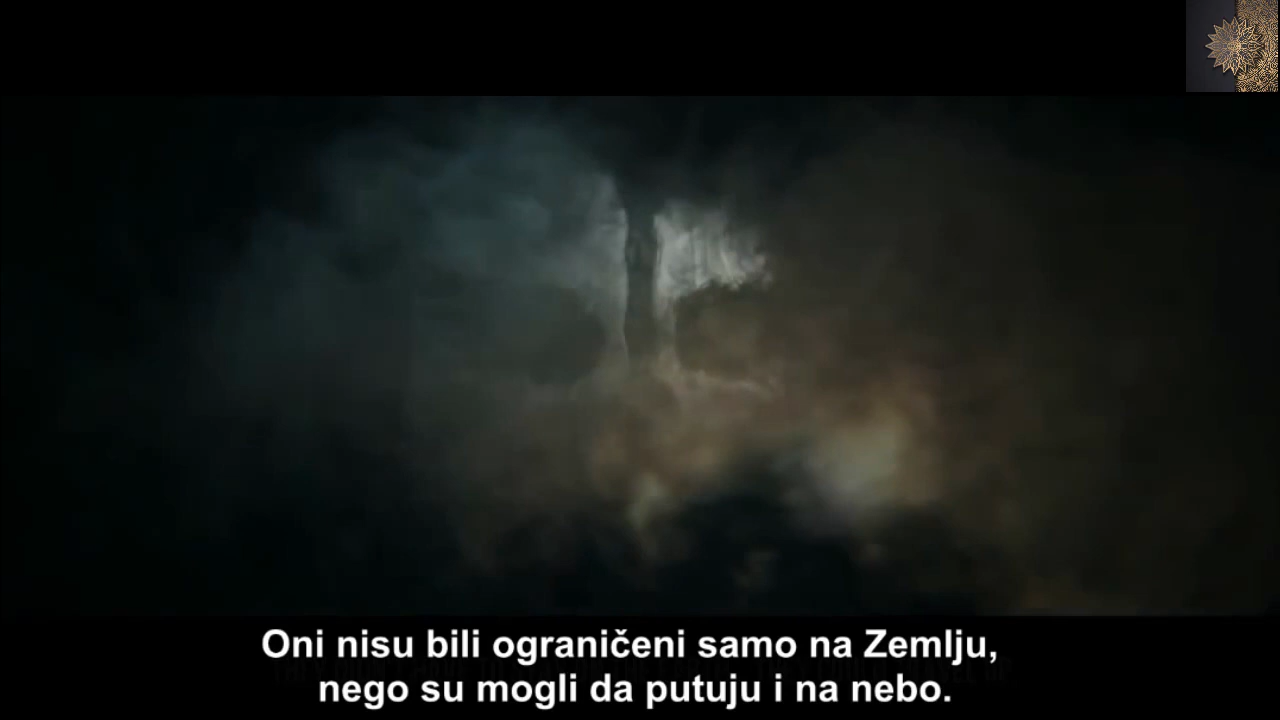 Oni nisu bili ograničeni samo na Zemlju,
nego su mogli da putuju i na nebo.